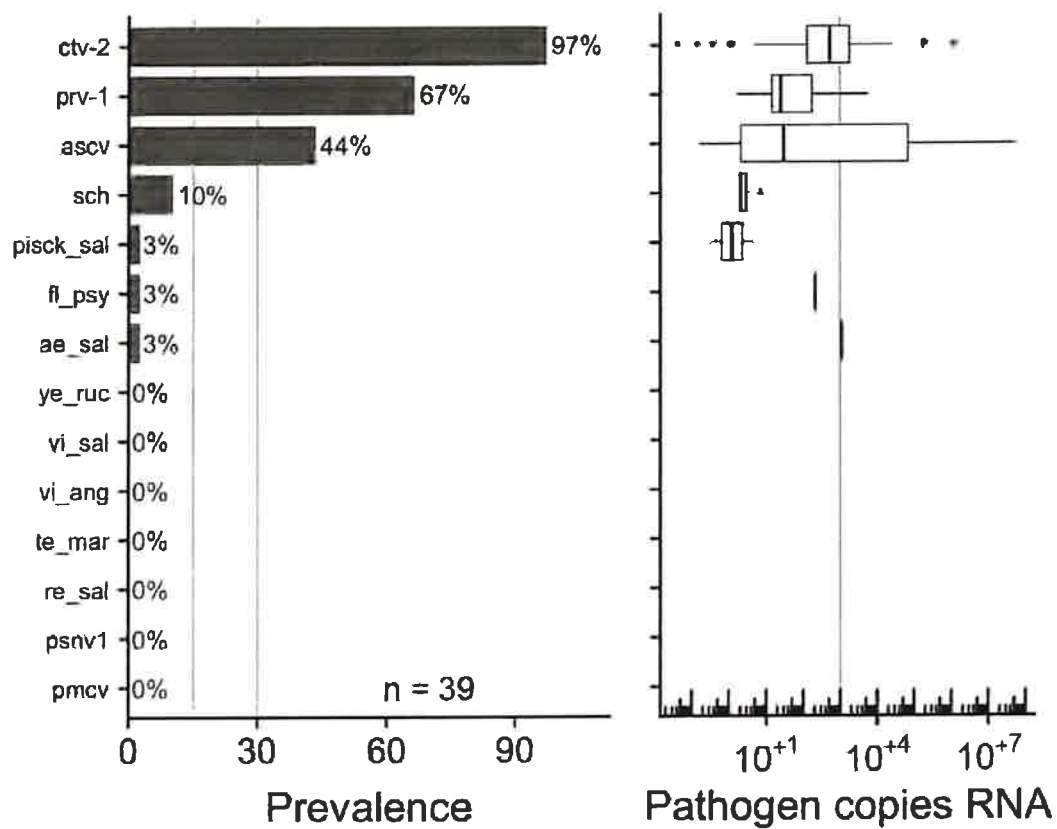 ctv-2 97%
prv-1 67%
ascv 44%
sch 10%
pisck_sal 3%
fl_psy 3%
ae_sal 3%
ye_ruc 0%
vi_sal 0%
vi_ang 0%
te_mar 0%
re_sal 0%
psnv1 0%
pmcv 0%
n = 39
0 30 60 90
10+1 10+4 10+7
Prevalence
Pathogen copies RNA